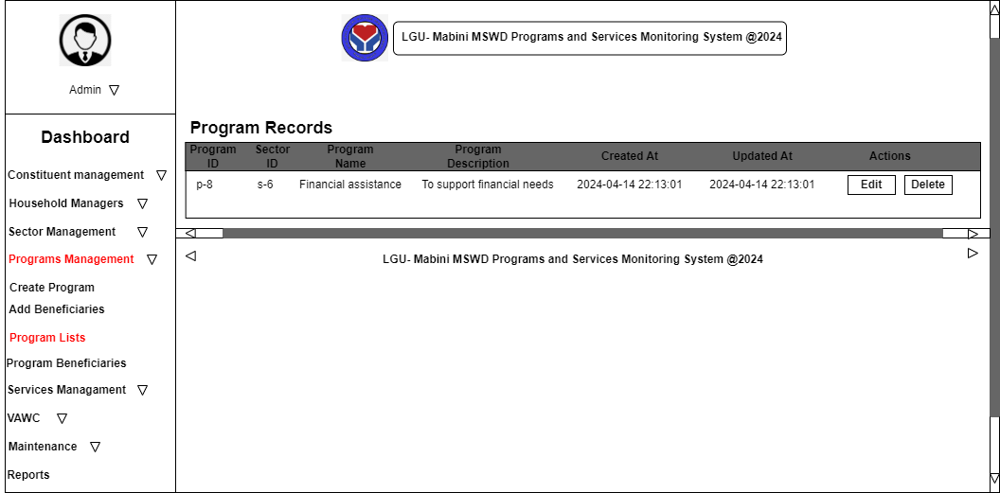 LGU- Mabini MSWD Programs and Services Monitoring System @2024
Admin
Dashboard
Constituent management
Household Managers
Sector Management
Programs Management
Create Program
Add Beneficiaries
Program Lists
Program Beneficiaries
Services Managament
VAWC
Maintenance
Reports
Program Records
Program ID Sector ID Program Name Program Description Created At Updated At Actions
p-8 s-6 Financial assistance To support financial needs 2024-04-14 22:13:01 2024-04-14 22:13:01 Edit Delete
LGU- Mabini MSWD Programs and Services Monitoring System @2024